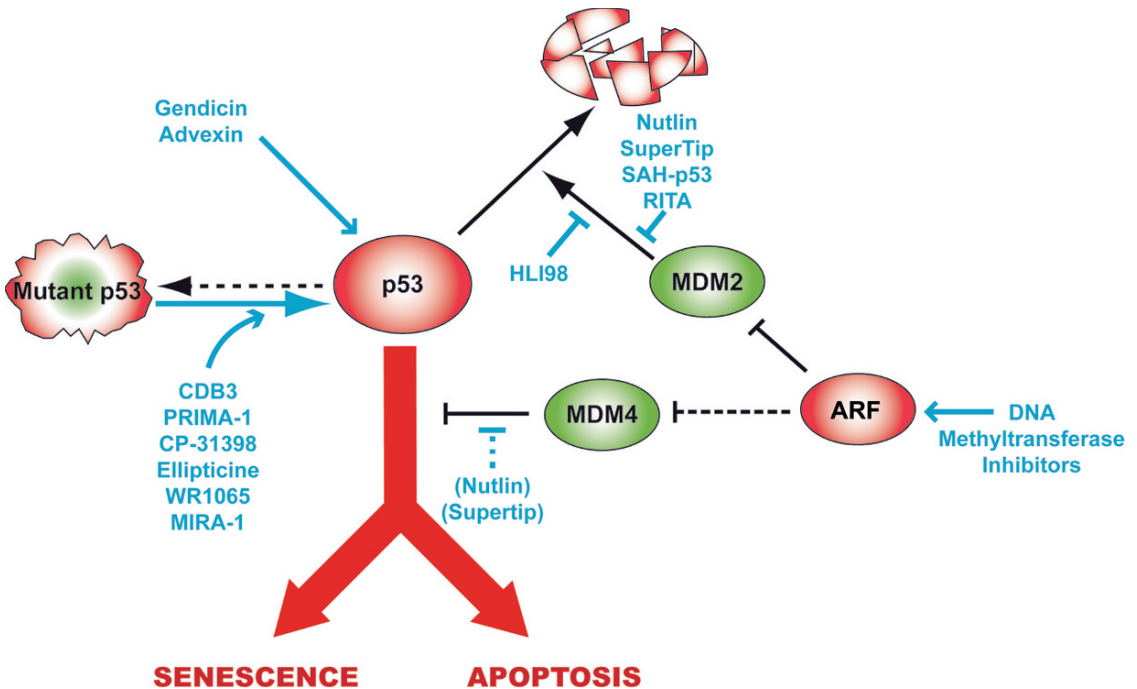 Gendicin
Advexin
Nutlin
SuperTip
SAH-p53
RITA
HLI98
Mutant p53
p53
MDM2
CDB3
PRIMA-1
CP-31398
Ellipticine
WR1065
MIRA-1
MDM4
ARF
DNA
Methyltransferase
Inhibitors
(Nutlin)
(Supertip)
SENESCENCE
APOPTOSIS